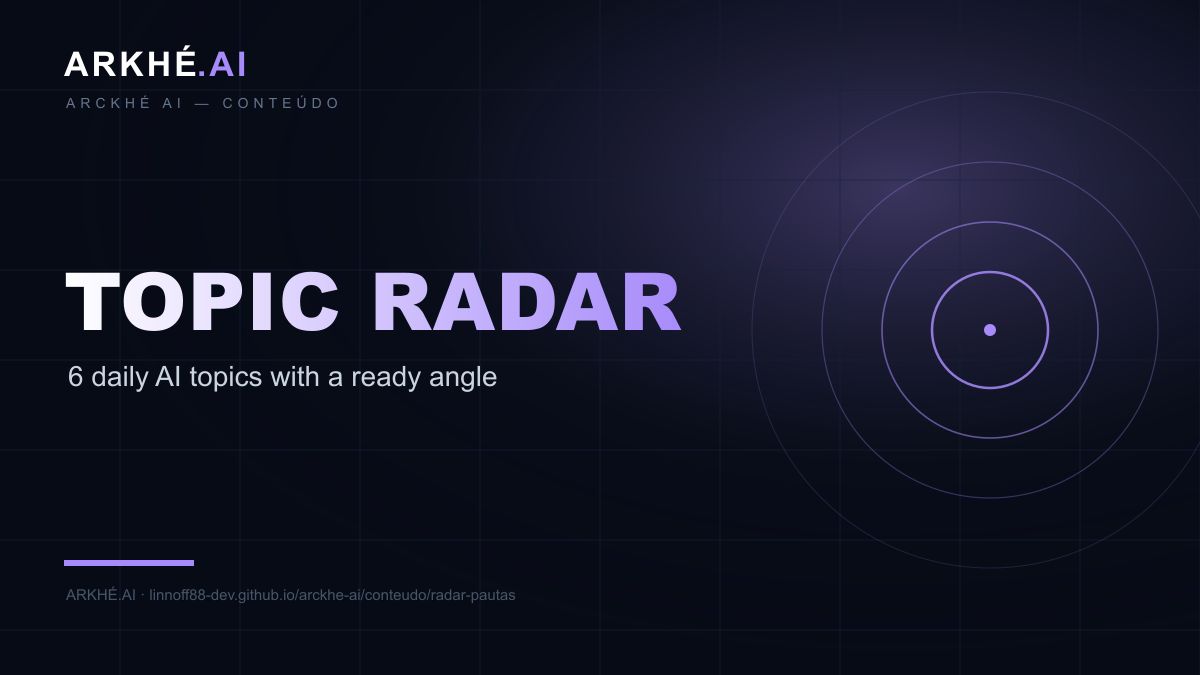 ARKHÉ.AI
ARCKHÉ AI — CONTEÚDO
TOPIC RADAR
6 daily AI topics with a ready angle
ARKHÉ.AI · linnoff88-dev.github.io/arckhe-ai/conteudo/radar-pautas